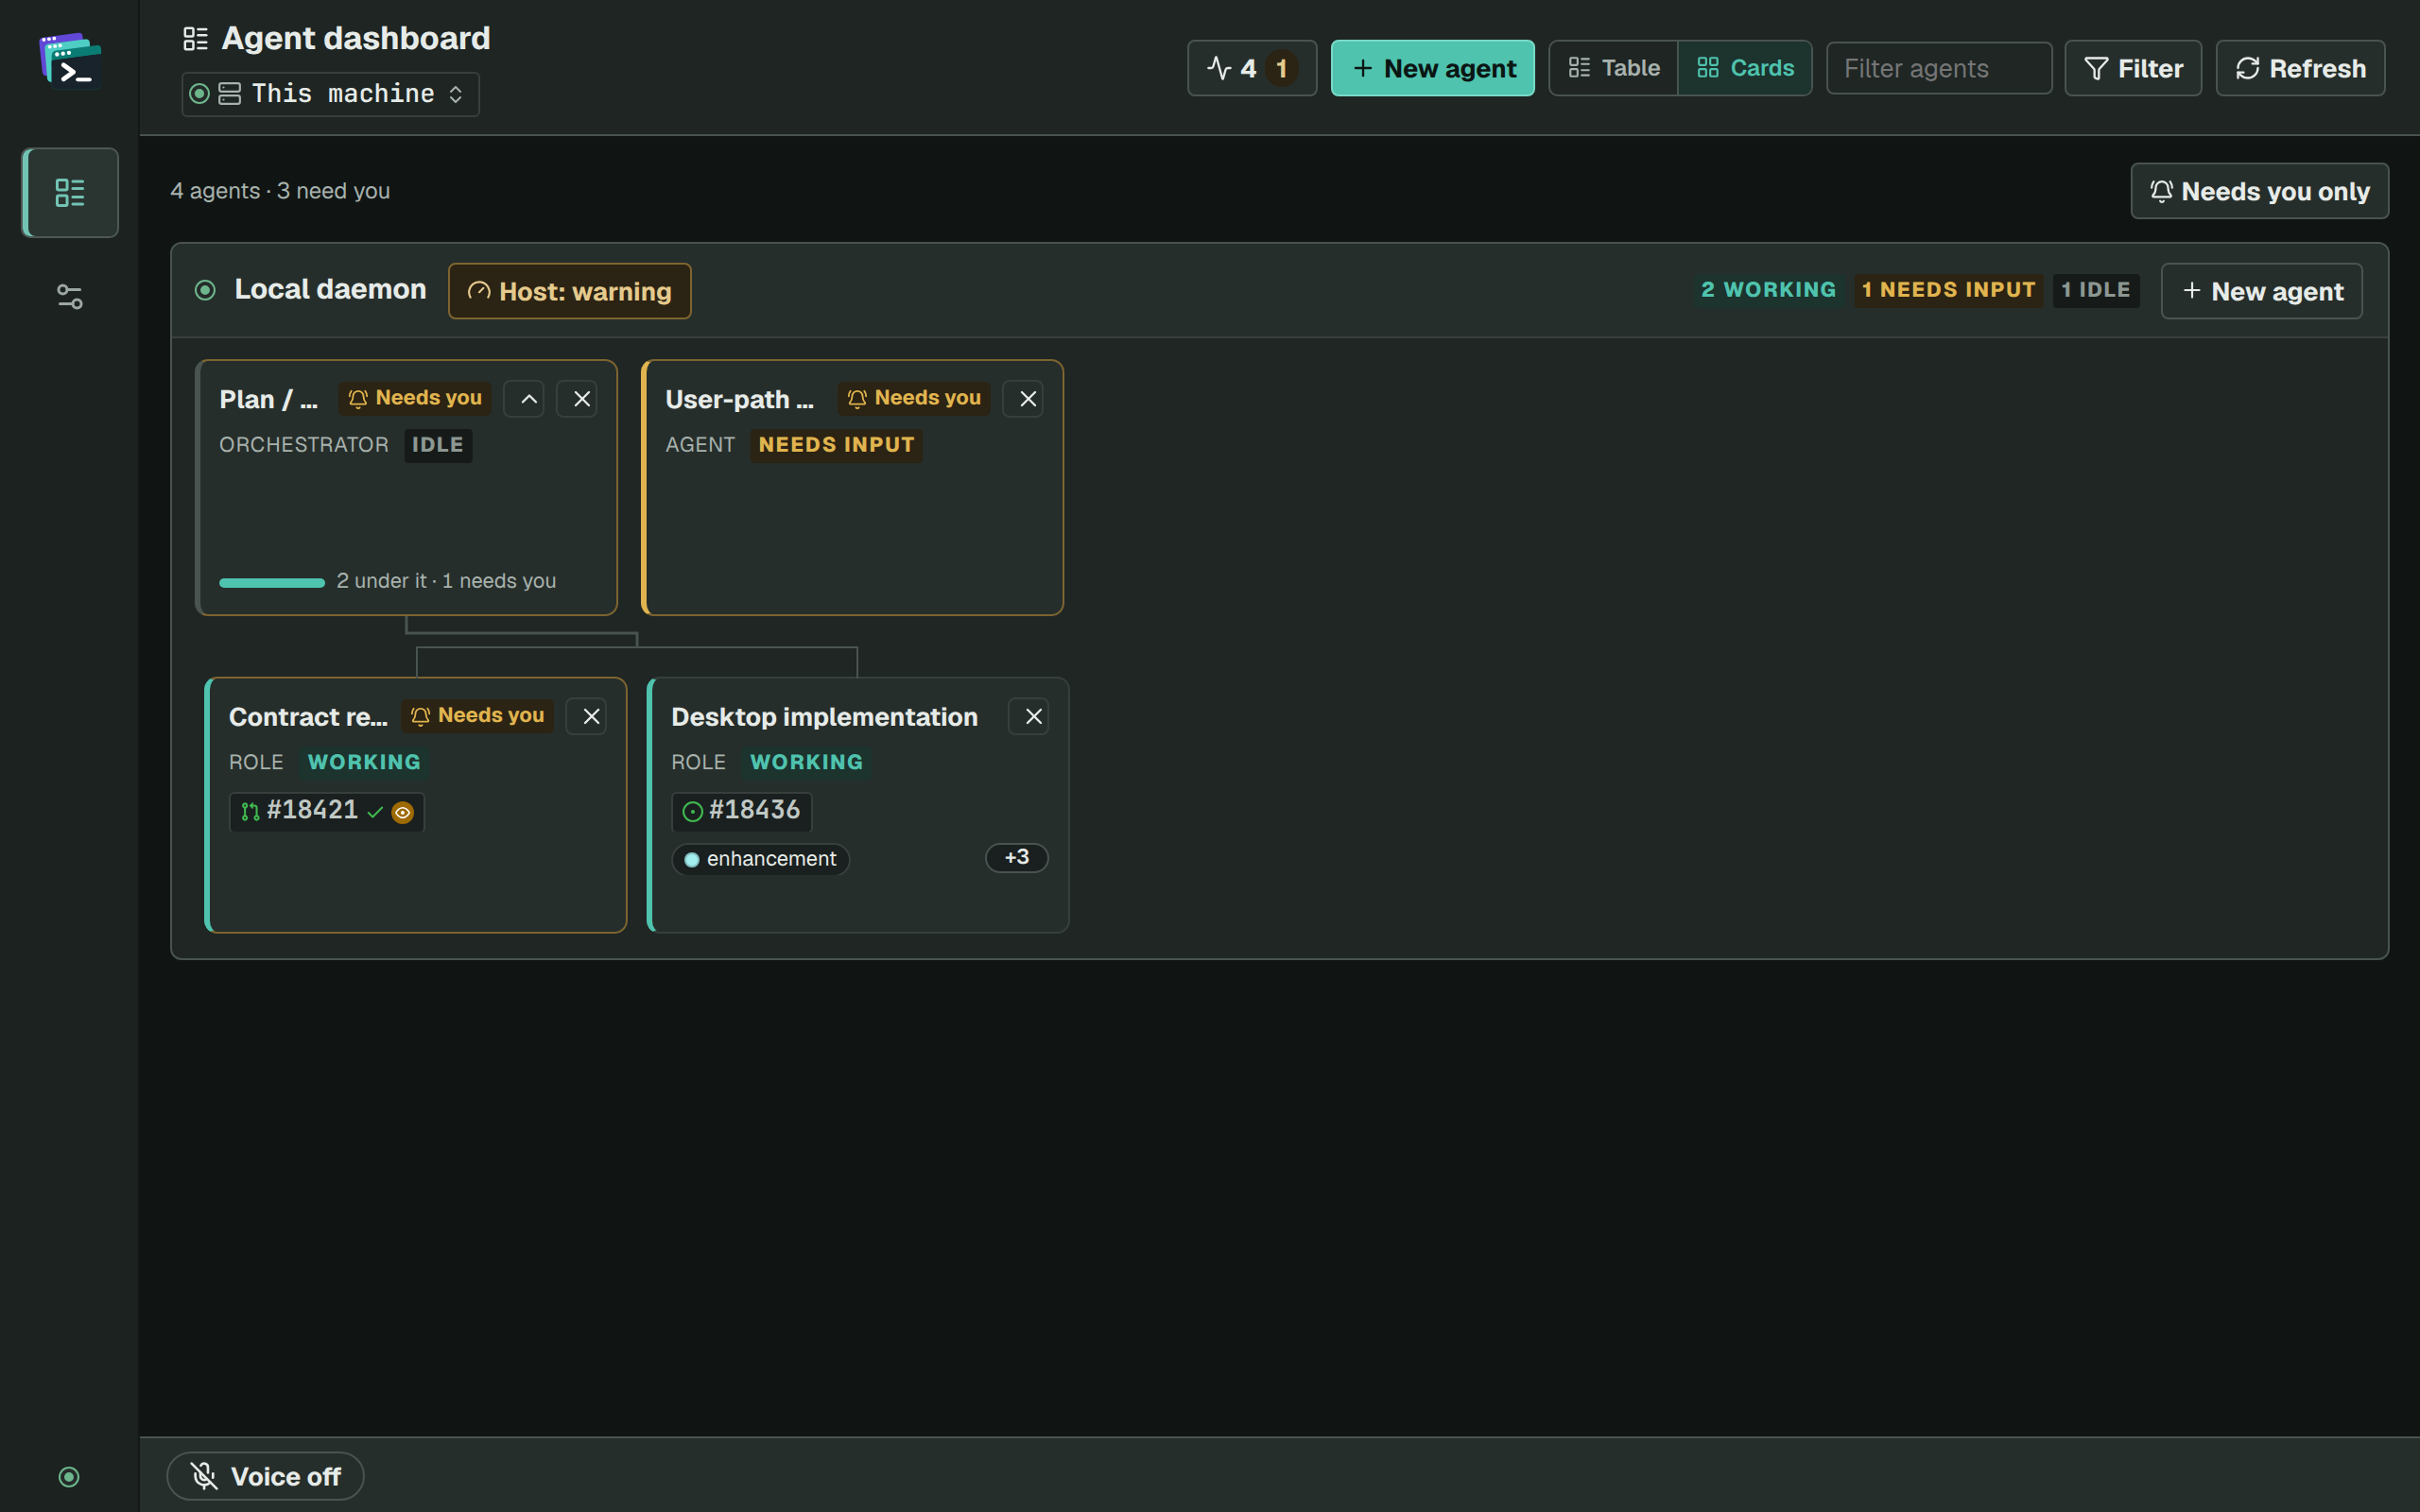 Agent dashboard
This machine
4 1
New agent
Table
Cards
Filter agents
Filter
Refresh
4 agents · 3 need you
Needs you only
Local daemon
Host: warning
2 WORKING
1 NEEDS INPUT
1 IDLE
New agent
Plan / ...
Needs you
ORCHESTRATOR
IDLE
2 under it · 1 needs you
User-path ...
Needs you
AGENT
NEEDS INPUT
Contract re...
Needs you
ROLE
WORKING
#18421
Desktop implementation
ROLE
WORKING
#18436
enhancement
+3
Voice off